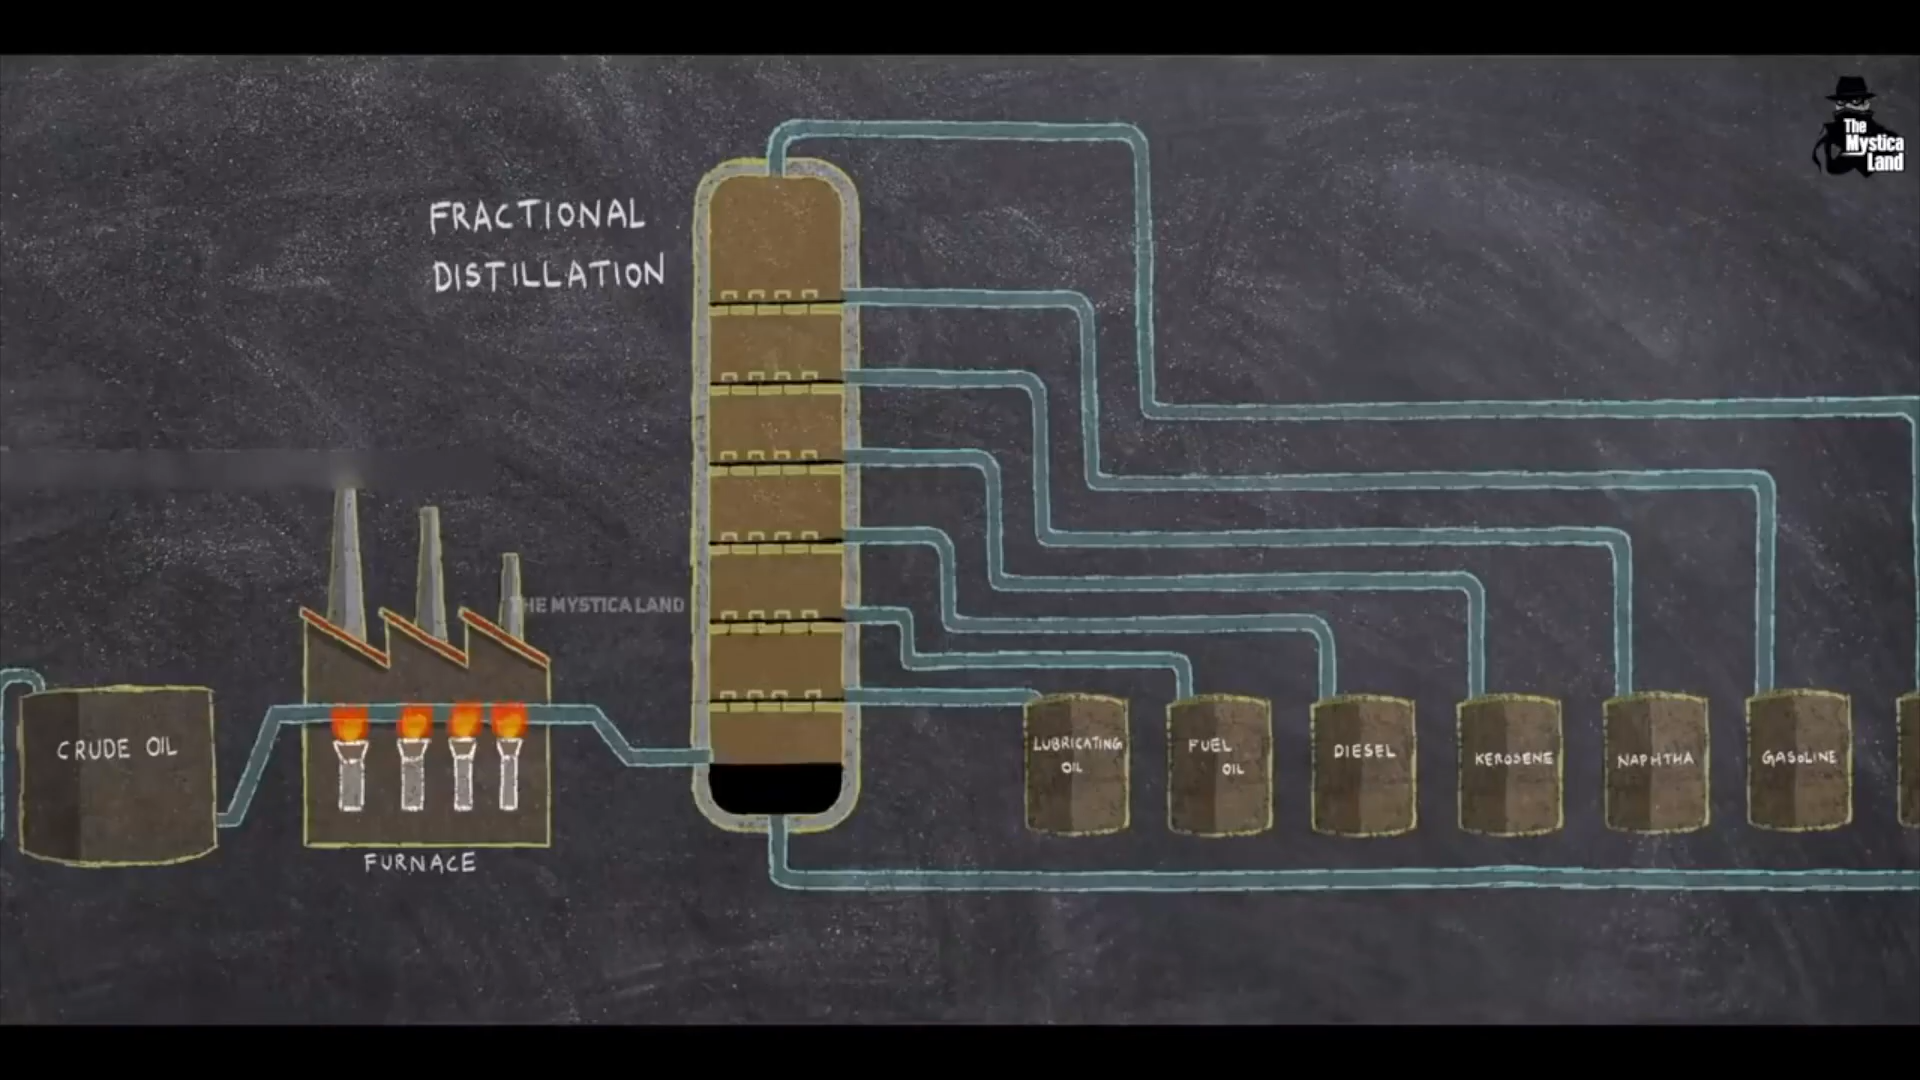 The
Mystica
Land
FRACTIONAL
DISTILLATION
THE MYSTICA LAND
CRUDE OIL
FURNACE
LUBRICATING
OIL
FUEL
OIL
DIESEL
KEROSENE
NAPHTHA
GASOLINE